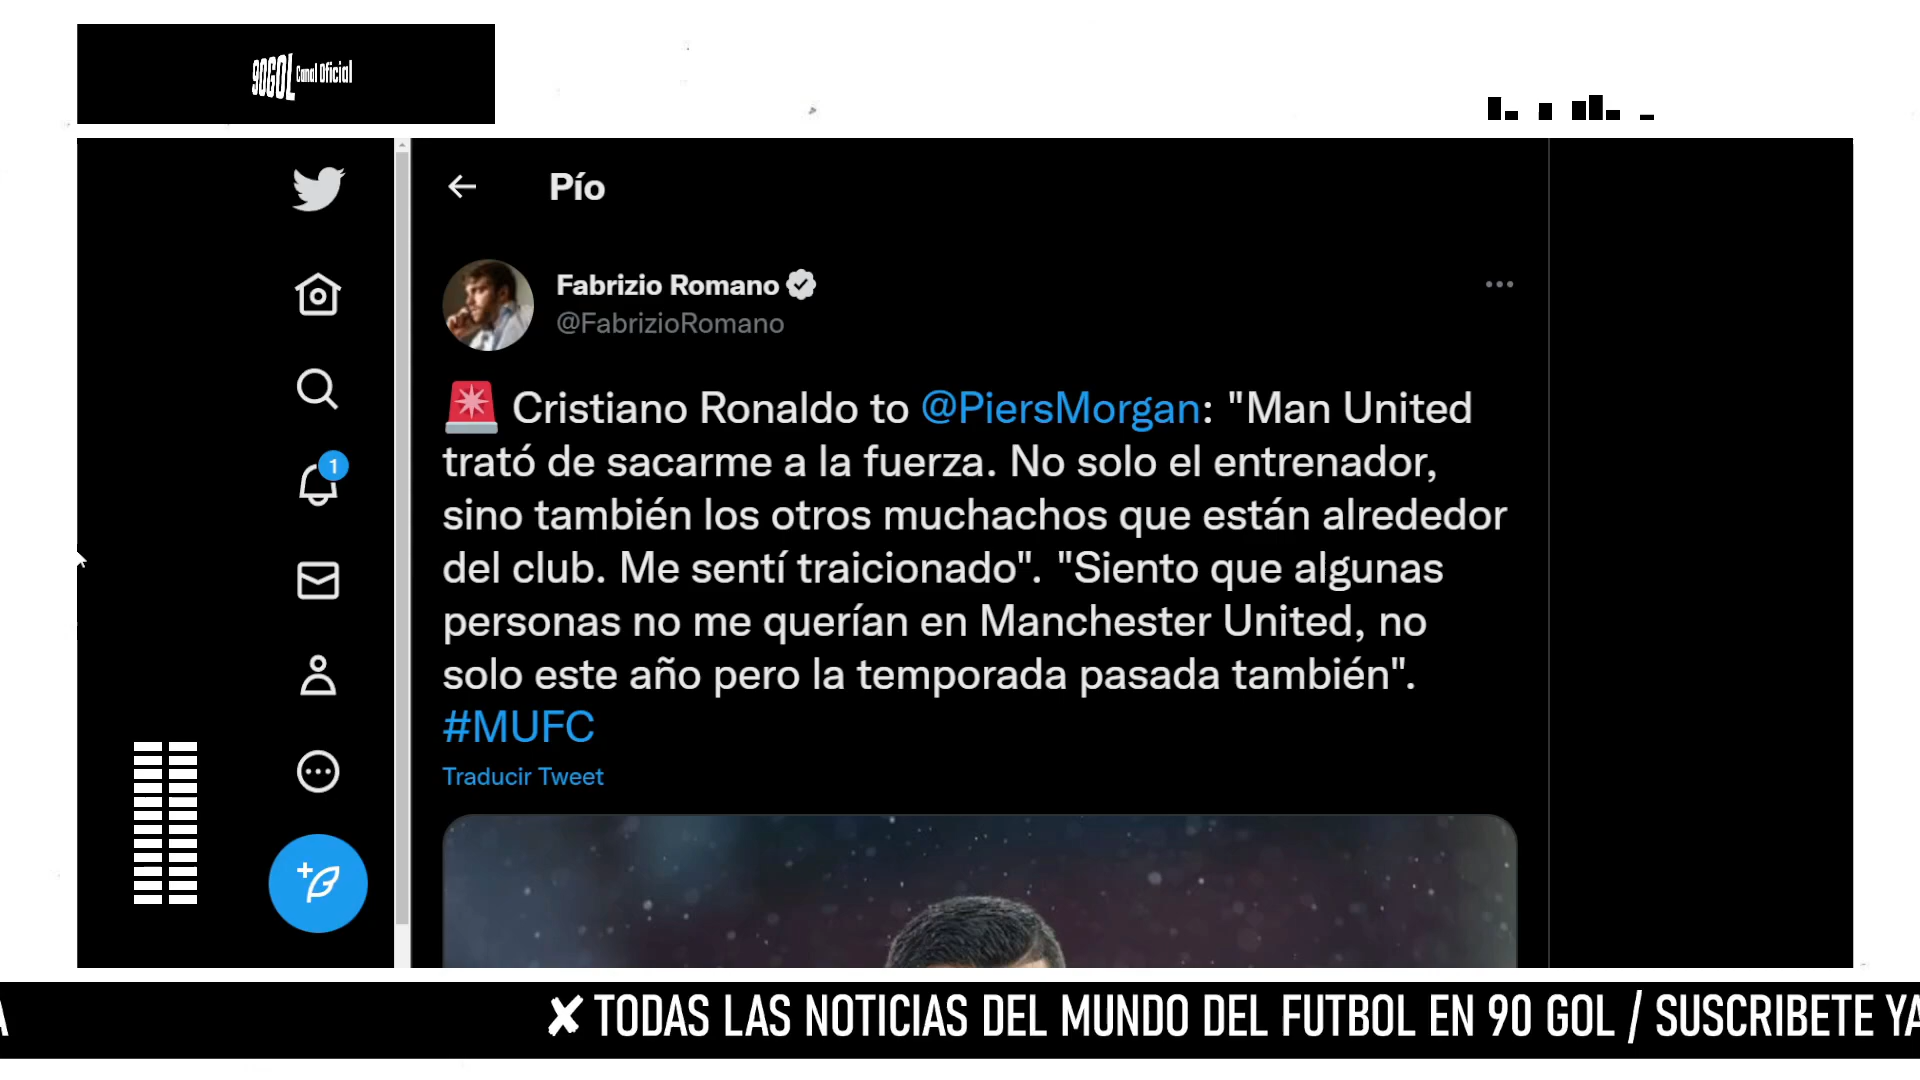 90GOL Canal Oficial
Pío
Fabrizio Romano
@FabrizioRomano
Cristiano Ronaldo to @PiersMorgan: "Man United
trató de sacarme a la fuerza. No solo el entrenador,
sino también los otros muchachos que están alrededor
del club. Me sentí traicionado". "Siento que algunas
personas no me querían en Manchester United, no
solo este año pero la temporada pasada también".
#MUFC
Traducir Tweet
1
A ✘ TODAS LAS NOTICIAS DEL MUNDO DEL FUTBOL EN 90 GOL / SUSCRIBETE YA